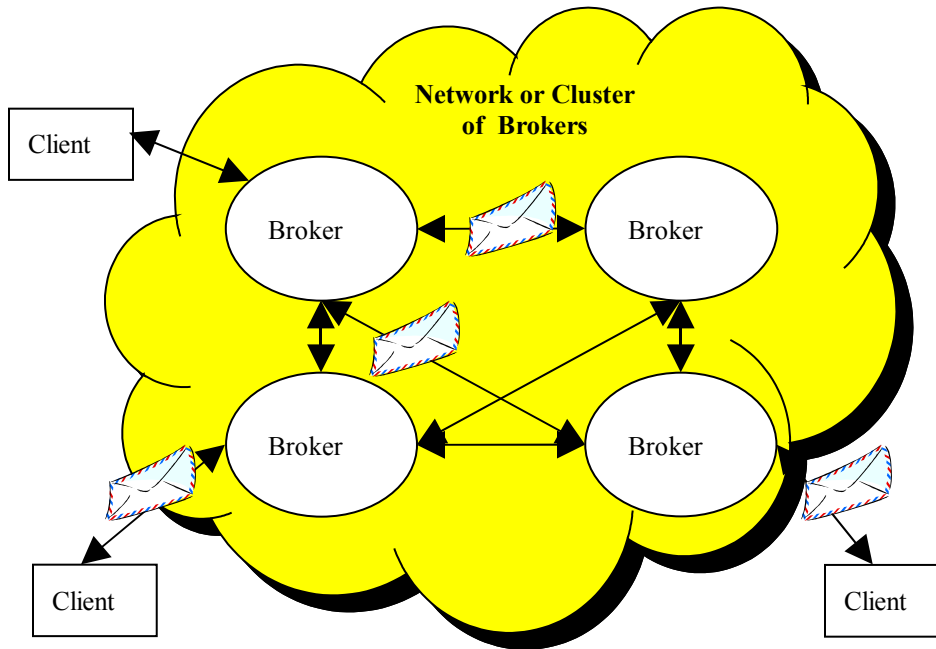 Network or Cluster
of Brokers
Client
Broker
Broker
Broker
Broker
Client
Client